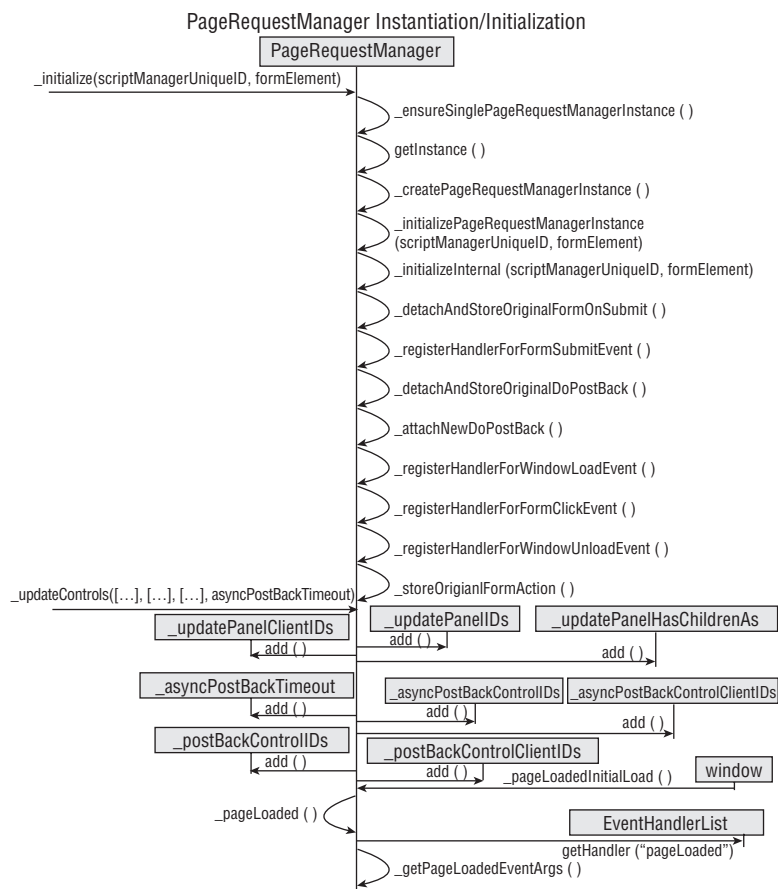 PageRequestManager Instantiation/Initialization
PageRequestManager
_initialize(scriptManagerUniqueID, formElement)
_ensureSinglePageRequestManagerInstance ( )
getInstance ( )
_createPageRequestManagerInstance ( )
_initializePageRequestManagerInstance
(scriptManagerUniqueID, formElement)
_initializeInternal (scriptManagerUniqueID, formElement)
_detachAndStoreOriginalFormOnSubmit ( )
_registerHandlerForFormSubmitEvent ( )
_detachAndStoreOriginalDoPostBack ( )
_attachNewDoPostBack ( )
_registerHandlerForWindowLoadEvent ( )
_registerHandlerForFormClickEvent ( )
_registerHandlerForWindowUnloadEvent ( )
_storeOrigianlFormAction ( )
_updateControls([…], […], […], asyncPostBackTimeout)
_updatePanelClientIDs
_updatePanelIDs
_updatePanelHasChildrenAs
add ( )
add ( )
add ( )
_asyncPostBackTimeout
_asyncPostBackControlIDs
_asyncPostBackControlClientIDs
add ( )
add ( )
add ( )
_postBackControlIDs
_postBackControlClientIDs
add ( )
add ( )
_pageLoadedInitialLoad ( )
window
_pageLoaded ( )
EventHandlerList
getHandler (“pageLoaded”)
_getPageLoadedEventArgs ( )